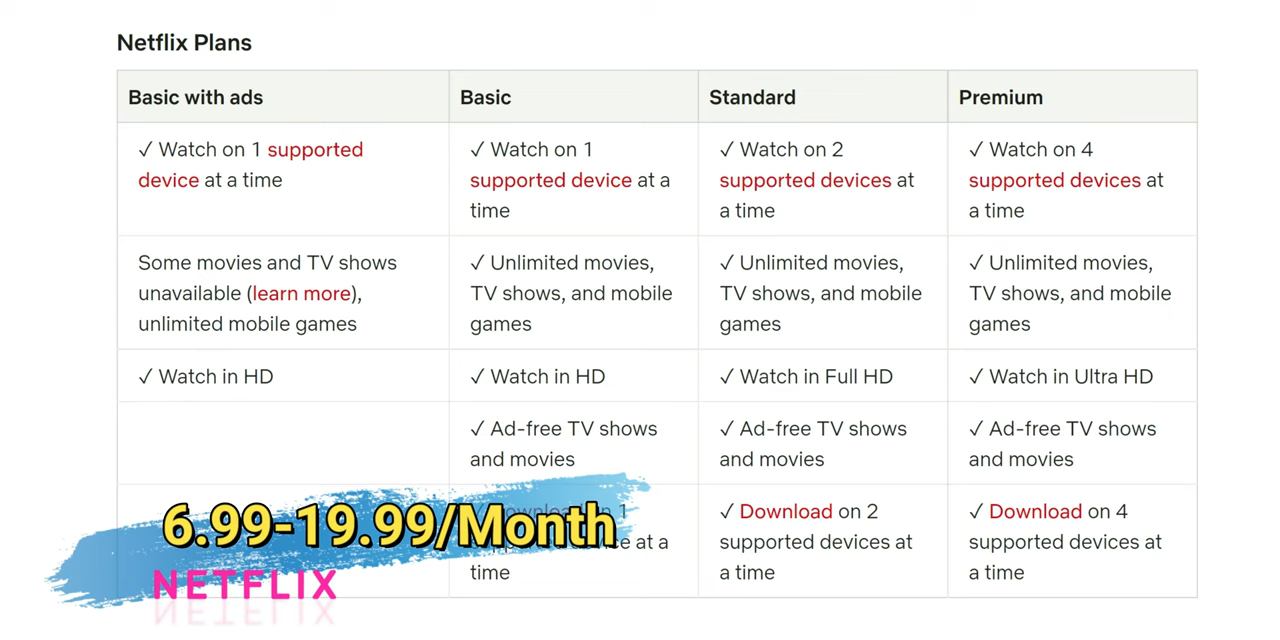 Netflix Plans
Basic with ads
Basic
Standard
Premium
✓ Watch on 1 supported
device at a time
✓ Watch on 1
supported device at a
time
✓ Watch on 2
supported devices at
a time
✓ Watch on 4
supported devices at
a time
Some movies and TV shows
unavailable (learn more),
unlimited mobile games
✓ Unlimited movies,
TV shows, and mobile
games
✓ Unlimited movies,
TV shows, and mobile
games
✓ Unlimited movies,
TV shows, and mobile
games
✓ Watch in HD
✓ Watch in HD
✓ Watch in Full HD
✓ Watch in Ultra HD
✓ Ad-free TV shows
and movies
✓ Ad-free TV shows
and movies
✓ Ad-free TV shows
and movies
1
at a
time
✓ Download on 2
supported devices at
a time
✓ Download on 4
supported devices at
a time
6.99-19.99/Month
NETFLIX